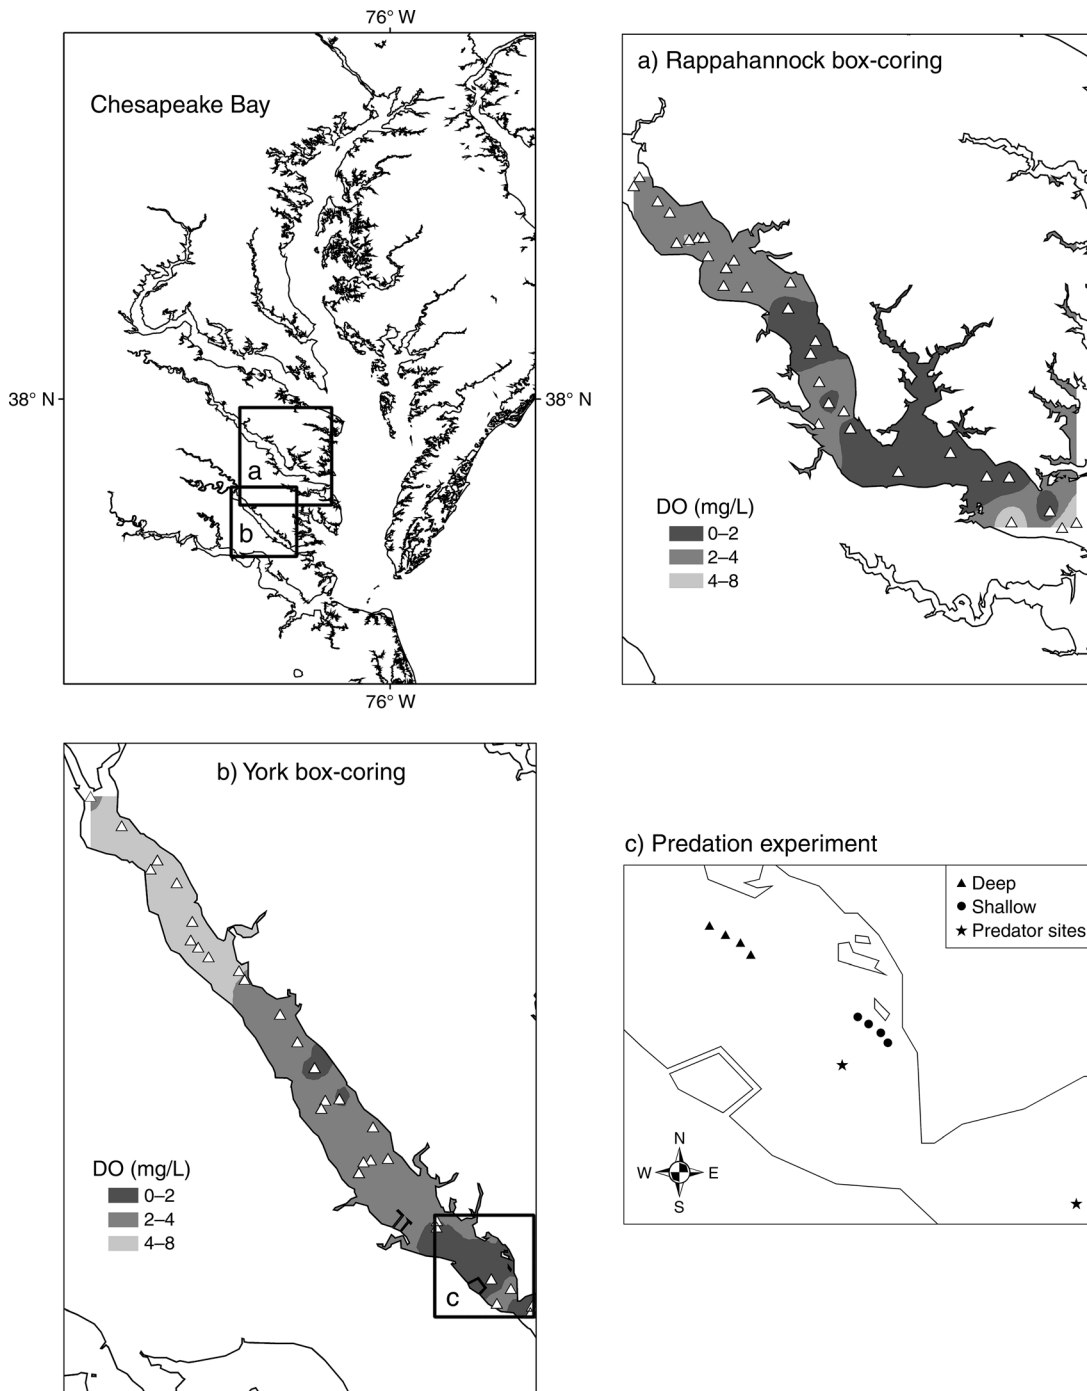 76° W
Chesapeake Bay
38° N
38° N
a
b
76° W
a) Rappahannock box-coring
DO (mg/L)
0–2
2–4
4–8
b) York box-coring
DO (mg/L)
0–2
2–4
4–8
c
c) Predation experiment
Deep
Shallow
Predator sites
N
W E
S